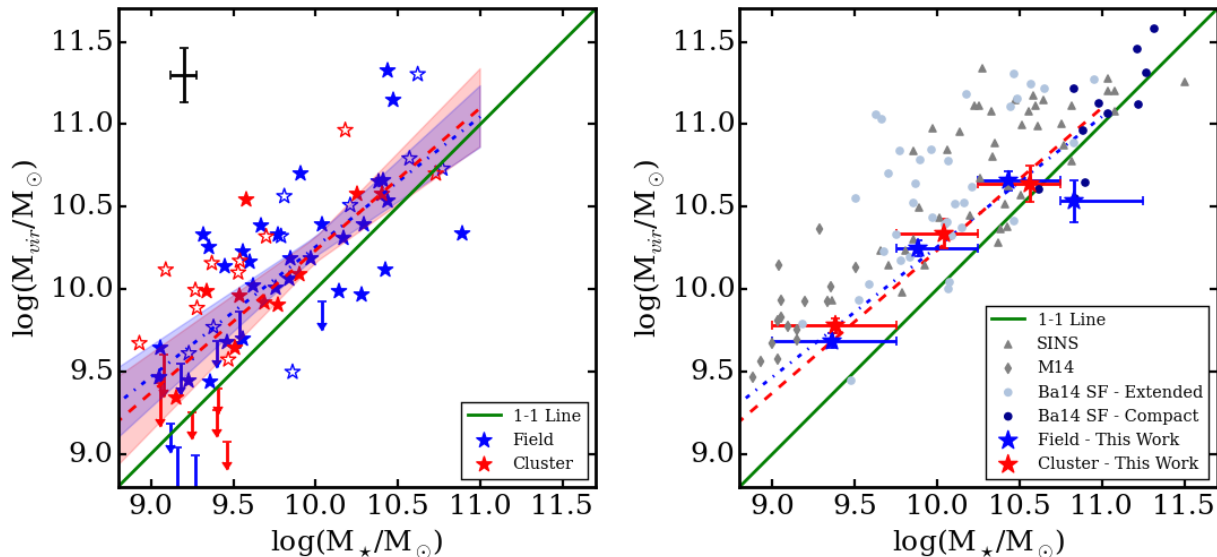 11.5
11.0
10.5
10.0
9.5
9.0
log(M_vir/M_⊙)
1-1 Line
Field
Cluster
9.0 9.5 10.0 10.5 11.0 11.5
log(M_⋆/M_⊙)
11.5
11.0
10.5
10.0
9.5
9.0
log(M_vir/M_⊙)
1-1 Line
SINS
M14
Ba14 SF - Extended
Ba14 SF - Compact
Field - This Work
Cluster - This Work
9.0 9.5 10.0 10.5 11.0 11.5
log(M_⋆/M_⊙)